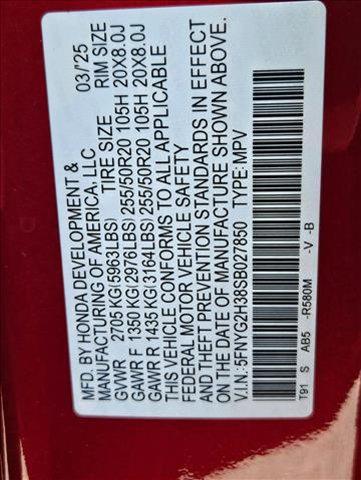 MFD. BY HONDA DEVELOPMENT & 03/25
MANUFACTURING OF AMERICA, LLC
TIRE SIZE RIM SIZE
GVWR 2705 KG(5963LBS)
GAWR F 1350 KG(2976LBS) 255/50R20 105H 20X8.0J
GAWR R 1435 KG(3164LBS) 255/50R20 105H 20X8.0J
THIS VEHICLE CONFORMS TO ALL APPLICABLE
FEDERAL MOTOR VEHICLE SAFETY
AND THEFT PREVENTION STANDARDS IN EFFECT
ON THE DATE OF MANUFACTURE SHOWN ABOVE.
V.I.N.: 5FNYG2H38SB027850 TYPE: MPV
T91 S AB5 -R580M -V -B